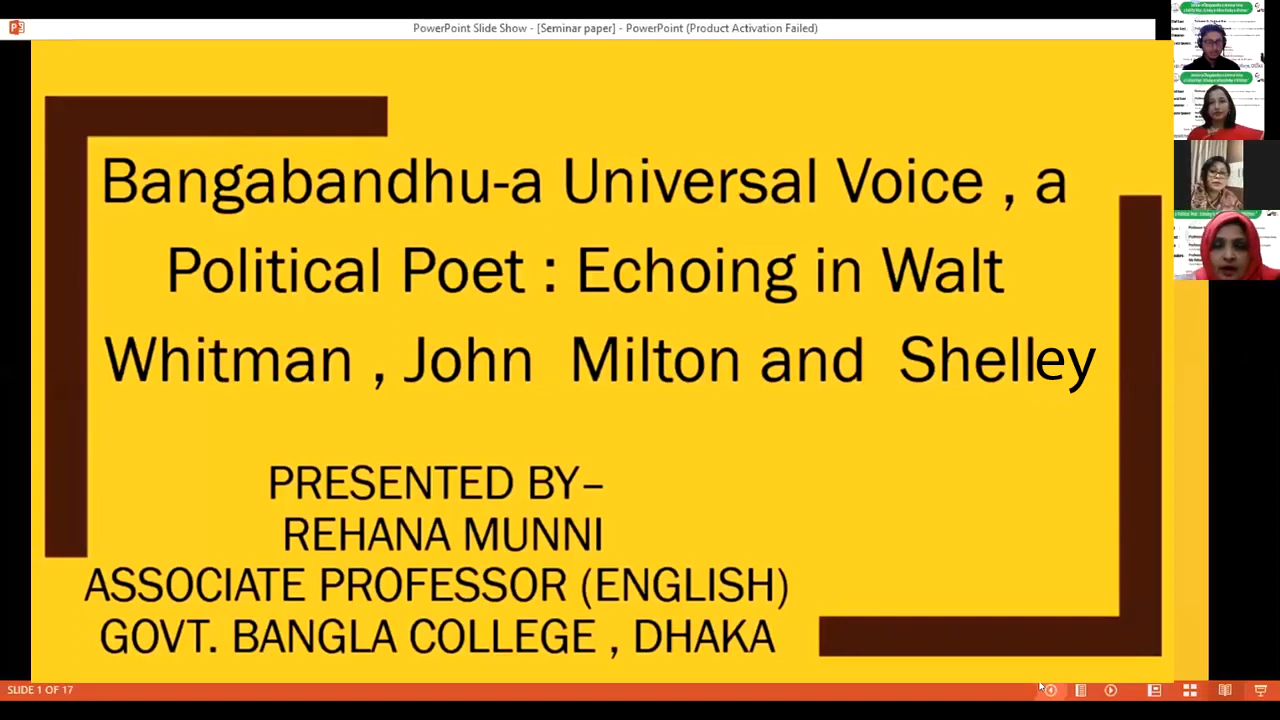 PowerPoint Slide Show - [Seminar paper] - PowerPoint (Product Activation Failed)
Bangabandhu-a Universal Voice , a
Political Poet : Echoing in Walt
Whitman , John Milton and Shelley
PRESENTED BY–
REHANA MUNNI
ASSOCIATE PROFESSOR (ENGLISH)
GOVT. BANGLA COLLEGE , DHAKA
SLIDE 1 OF 17